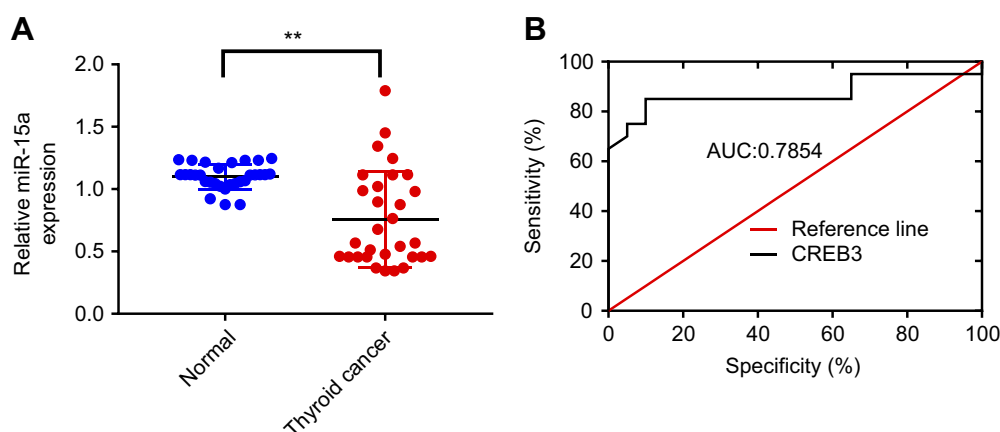 A
**
Relative miR-15a
expression
2.0
1.5
1.0
0.5
0.0
Normal
Thyroid cancer
B
Sensitivity (%)
100
80
60
40
20
0
AUC:0.7854
Reference line
CREB3
0
20
40
60
80
100
Specificity (%)